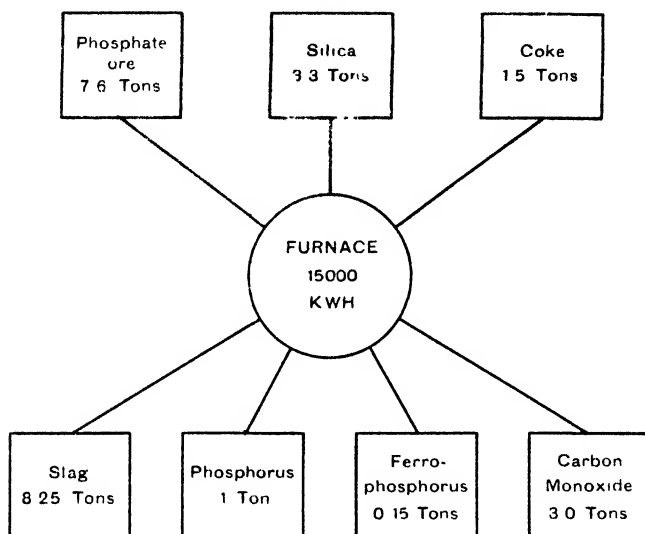 Phosphate
ore
7 6 Tons
Silica
3 3 Tons
Coke
1 5 Tons
FURNACE
15000
KWH
Slag
8 25 Tons
Phosphorus
1 Ton
Ferro-
phosphorus
0 15 Tons
Carbon
Monoxide
3 0 Tons